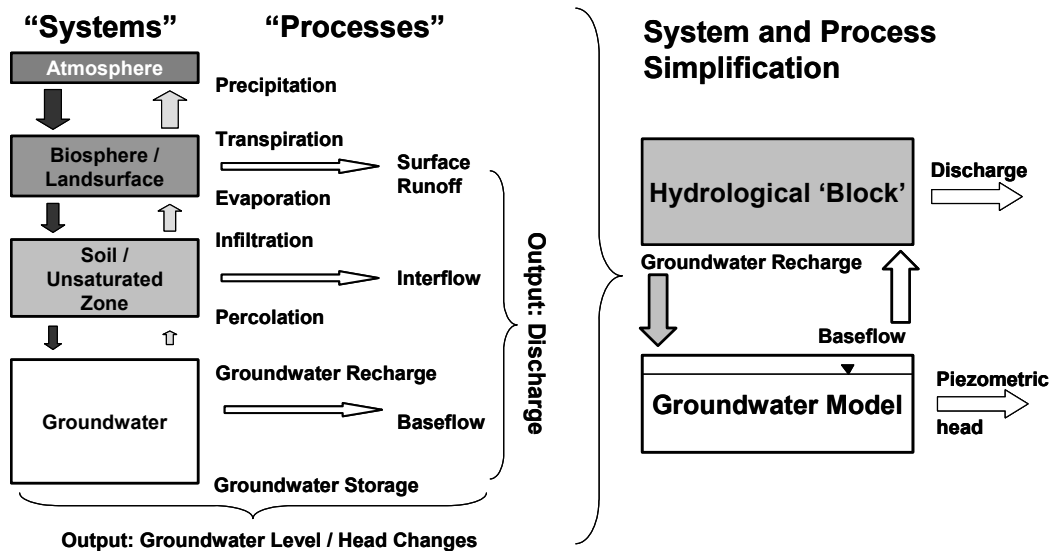 “Systems”
“Processes”
Atmosphere
Precipitation
Transpiration
Biosphere /
Landsurface
Surface
Runoff
Evaporation
Infiltration
Soil /
Unsaturated
Zone
Interflow
Percolation
Groundwater Recharge
Groundwater
Baseflow
Groundwater Storage
Output: Discharge
Output: Groundwater Level / Head Changes
System and Process
Simplification
Hydrological ‘Block’
Discharge
Groundwater Recharge
Baseflow
Groundwater Model
Piezometric
head